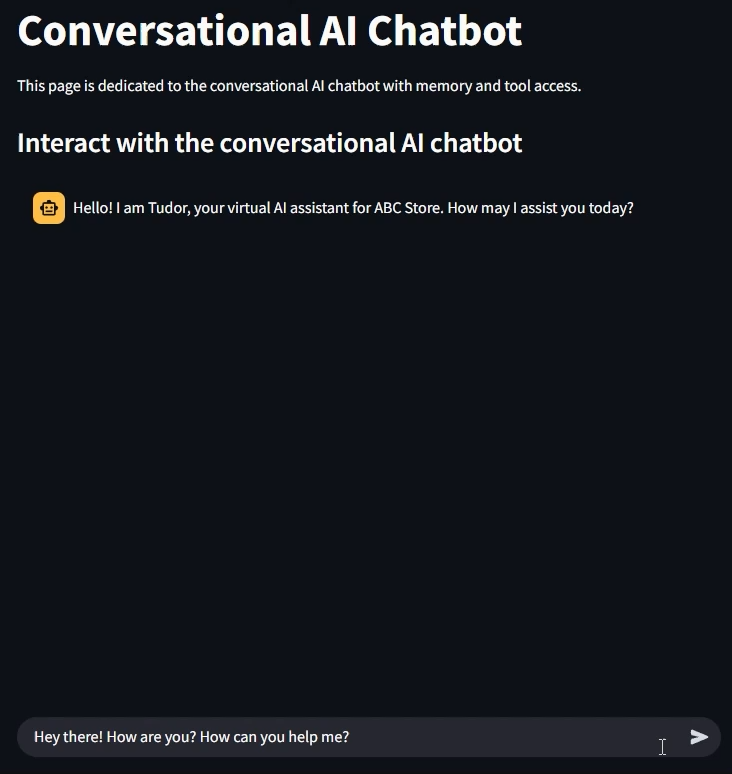 Conversational AI Chatbot
This page is dedicated to the conversational AI chatbot with memory and tool access.
Interact with the conversational AI chatbot
Hello! I am Tudor, your virtual AI assistant for ABC Store. How may I assist you today?
Hey there! How are you? How can you help me?